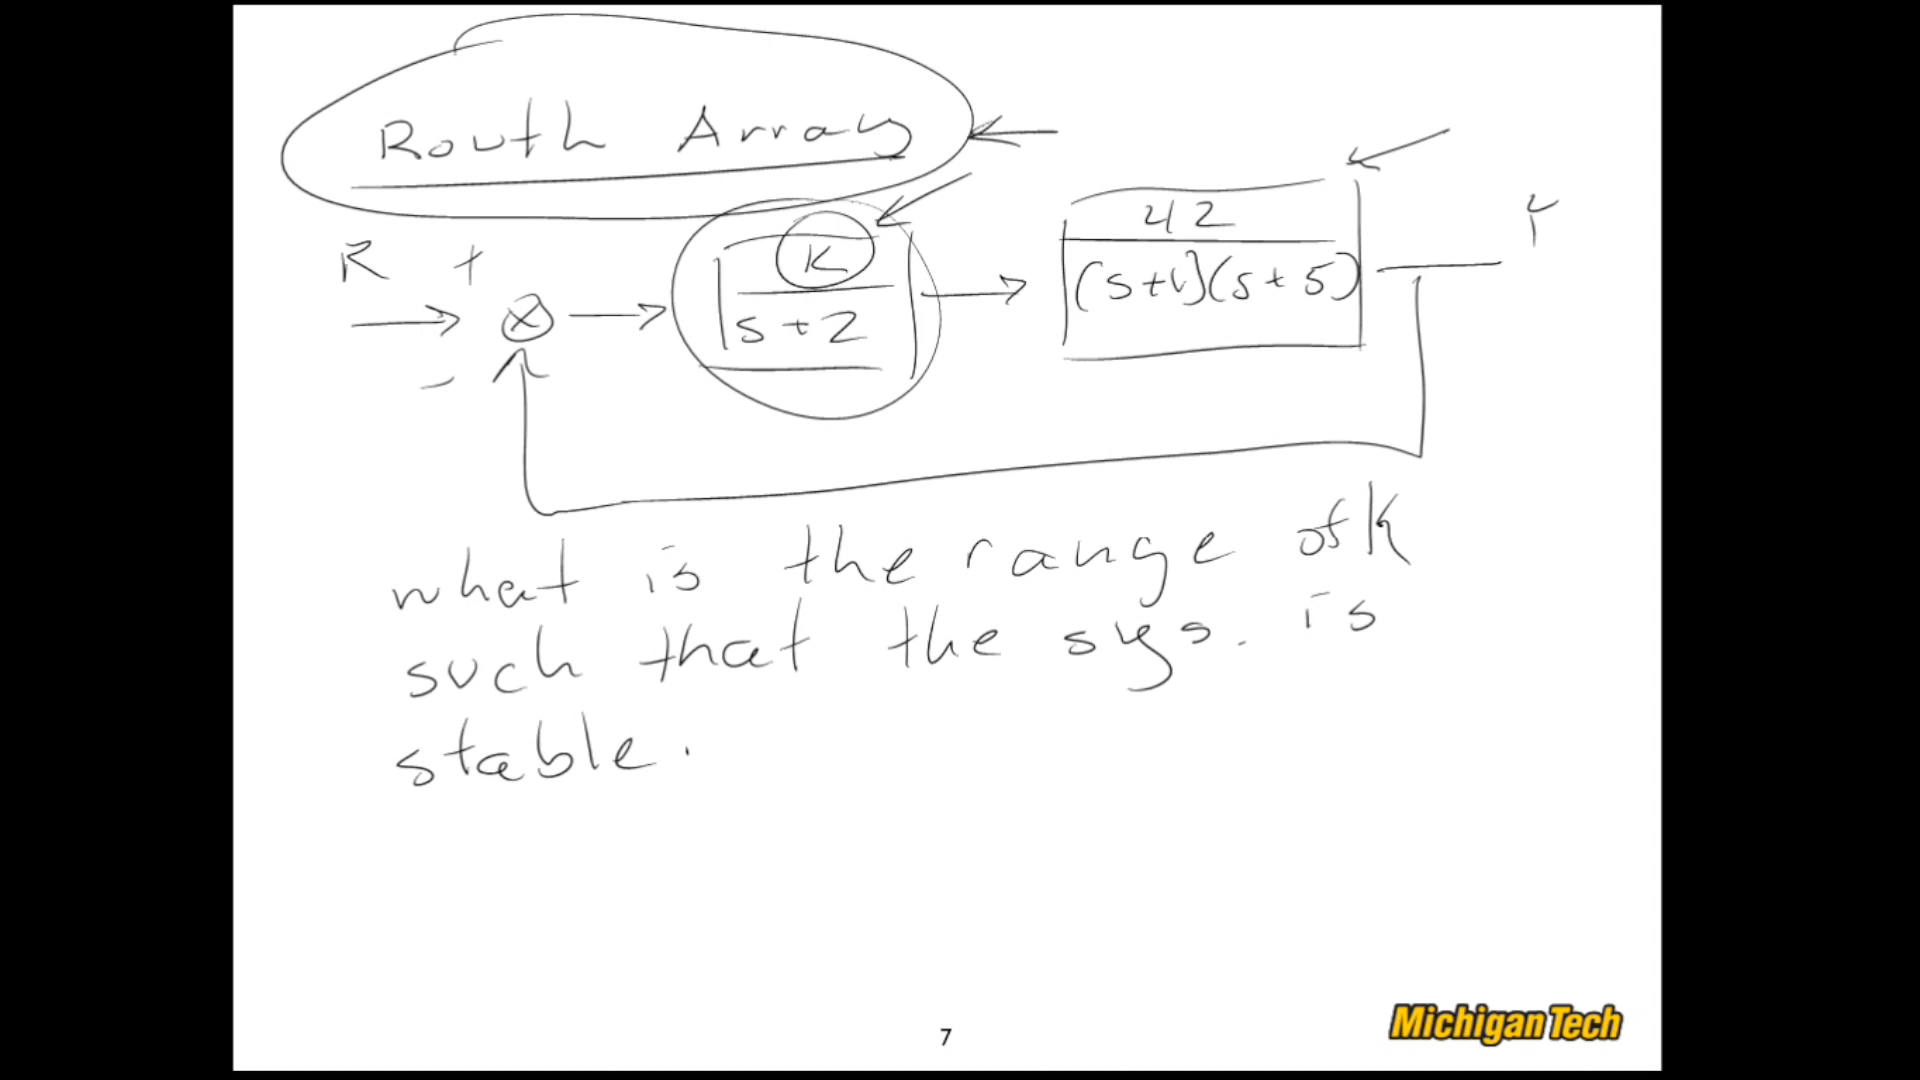 Routh Array
R + K 42 Y
s+2 (s+1)(s+5)
-
what is the range of K
such that the sys. is
stable.
7
Michigan Tech